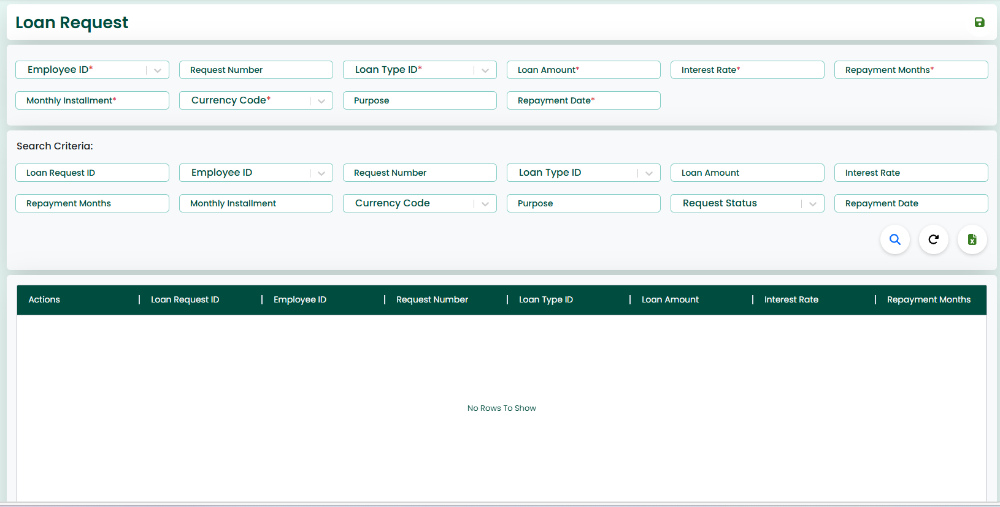 Loan Request
Employee ID* Request Number Loan Type ID* Loan Amount* Interest Rate* Repayment Months*
Monthly Installment* Currency Code* Purpose Repayment Date*
Search Criteria:
Loan Request ID Employee ID Request Number Loan Type ID Loan Amount Interest Rate
Repayment Months Monthly Installment Currency Code Purpose Request Status Repayment Date
Actions Loan Request ID Employee ID Request Number Loan Type ID Loan Amount Interest Rate Repayment Months
No Rows To Show